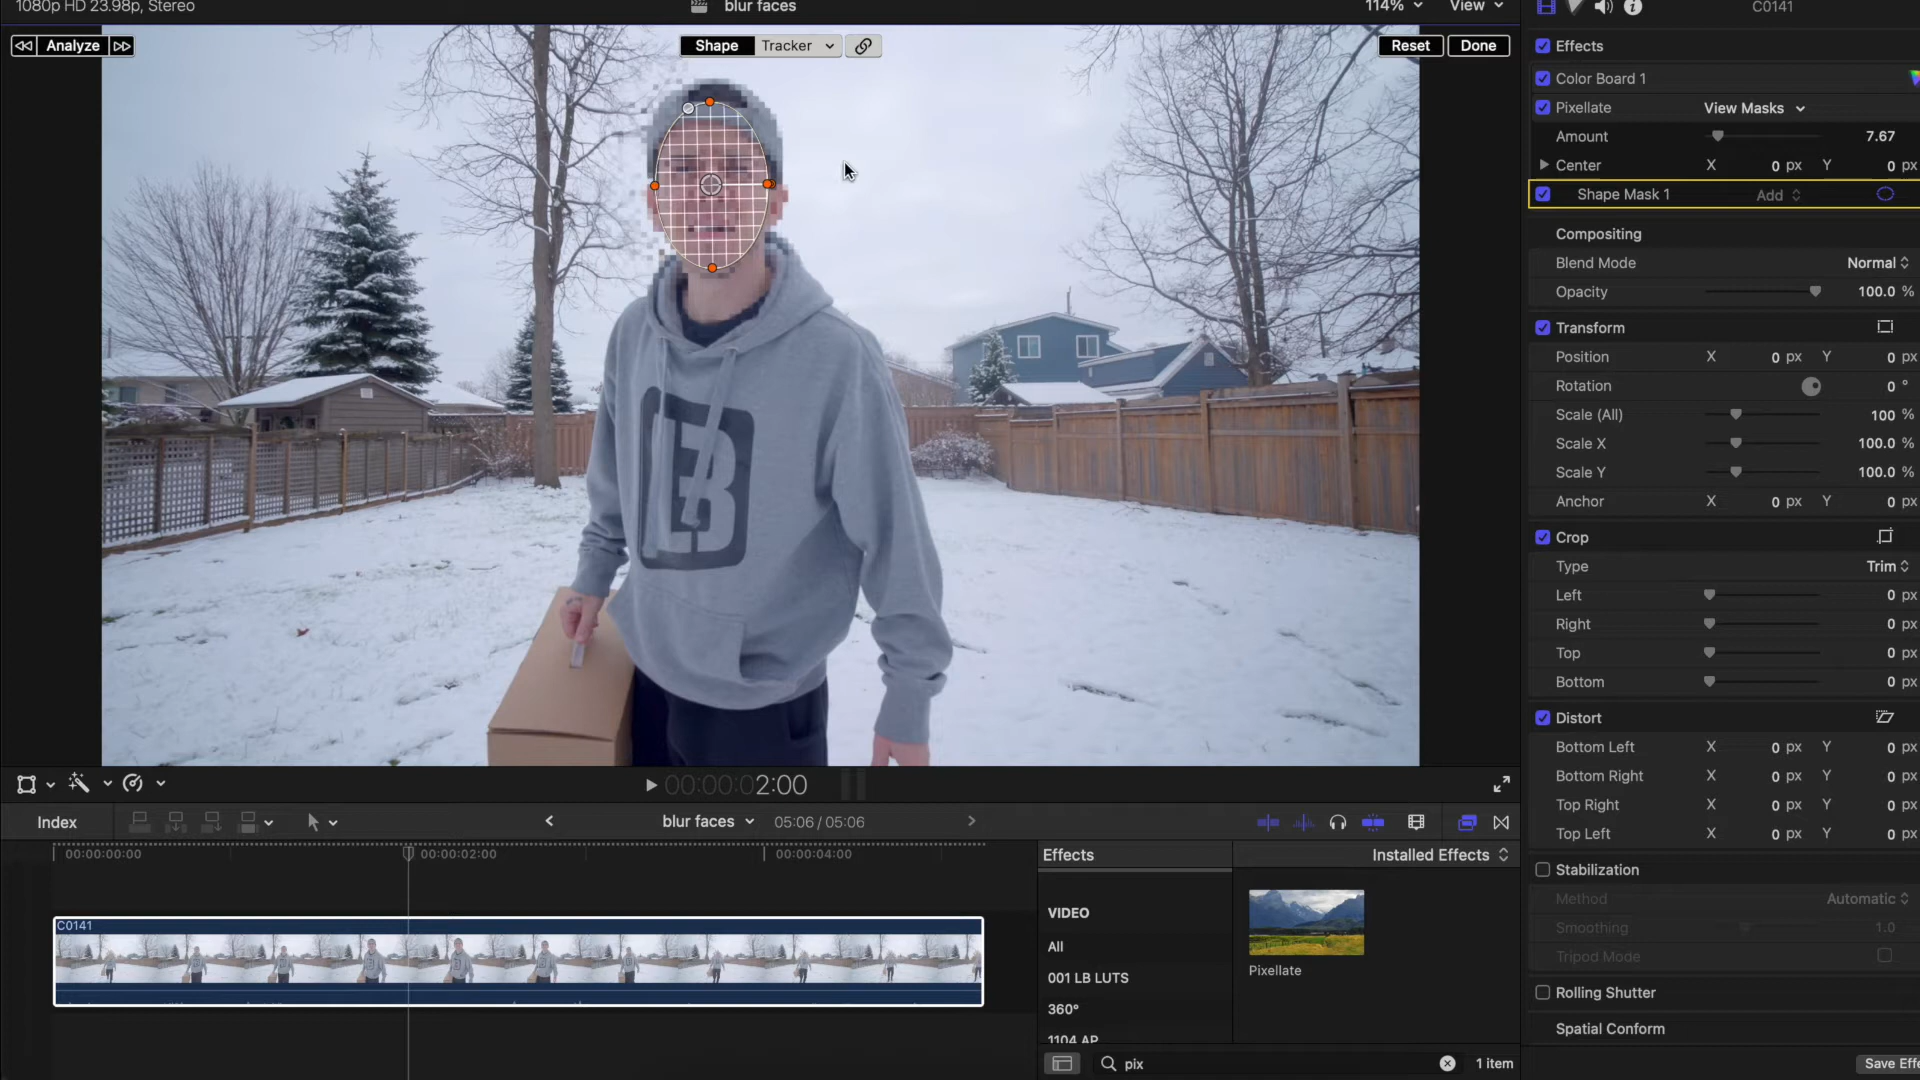 1080p HD 23.98p, Stereo
blur faces
114%
View
C0141
Analyze
Shape
Tracker
Reset
Done
Effects
Color Board 1
Pixellate
View Masks
Amount
7.67
Center
X 0 px Y 0 px
Shape Mask 1
Add
Compositing
Blend Mode
Normal
Opacity
100.0 %
Transform
Position
X 0 px Y 0 px
Rotation
0 °
Scale (All)
100 %
Scale X
100.0 %
Scale Y
100.0 %
Anchor
X 0 px Y 0 px
Crop
Type
Trim
Left
0 px
Right
0 px
Top
0 px
Bottom
0 px
Distort
Bottom Left
X 0 px Y 0 px
Bottom Right
X 0 px Y 0 px
Top Right
X 0 px Y 0 px
Top Left
X 0 px Y 0 px
Stabilization
Method
Automatic
Smoothing
1.0
Tripod Mode
Rolling Shutter
Spatial Conform
00:00:02:00
Index
blur faces
05:06 / 05:06
00:00:00:00
00:00:02:00
00:00:04:00
C0141
Effects
Installed Effects
VIDEO
All
001 LB LUTS
360°
1104 AP
Pixellate
pix
1 item
Save Effe